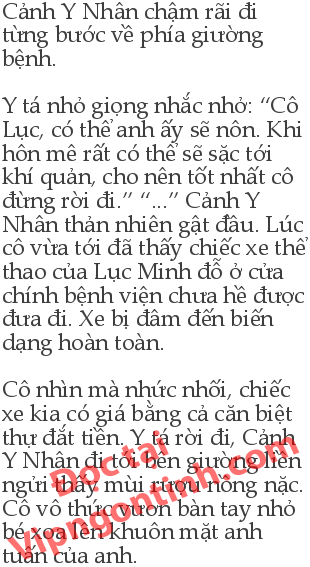 Cảnh Y Nhân chậm rãi đi
từng bước về phía giường
bệnh.
Y tá nhỏ giọng nhắc nhở: “Cô
Lục, có thể anh ấy sẽ nôn. Khi
hôn mê rất có thể sẽ sặc tới
khí quản, cho nên tốt nhất cô
đừng rời đi.” “...” Cảnh Y
Nhân thản nhiên gật đầu. Lúc
cô vừa tới đã thấy chiếc xe thể
thao của Lục Minh đỗ ở cửa
chính bệnh viện chưa hề được
đưa đi. Xe bị đâm đến biến
dạng hoàn toàn.
Cô nhìn mà nhức nhối, chiếc
xe kia có giá bằng cả căn biệt
thự đắt tiền. Y tá rời đi, Cảnh
Y Nhân đi tới bên giường liền
ngửi thấy mùi rượu nồng nặc.
Cô vô thức vươn bàn tay nhỏ
bé xoa lên khuôn mặt anh
tuấn của anh.
Doc tai
Vipngontinh.com